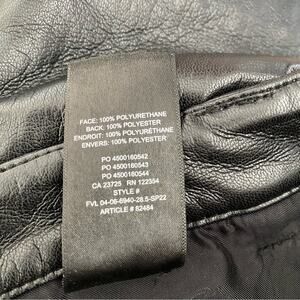 FACE: 100% POLYURETHANE
BACK: 100% POLYESTER
ENDROIT: 100% POLYURÉTHANE
ENVERS: 100% POLYESTER
PO 4500160542
PO 4500160543
PO 4500160544
CA 23725 RN 122354
STYLE #
FVL 04-06-6940-28.5-SP22
ARTICLE # 82484